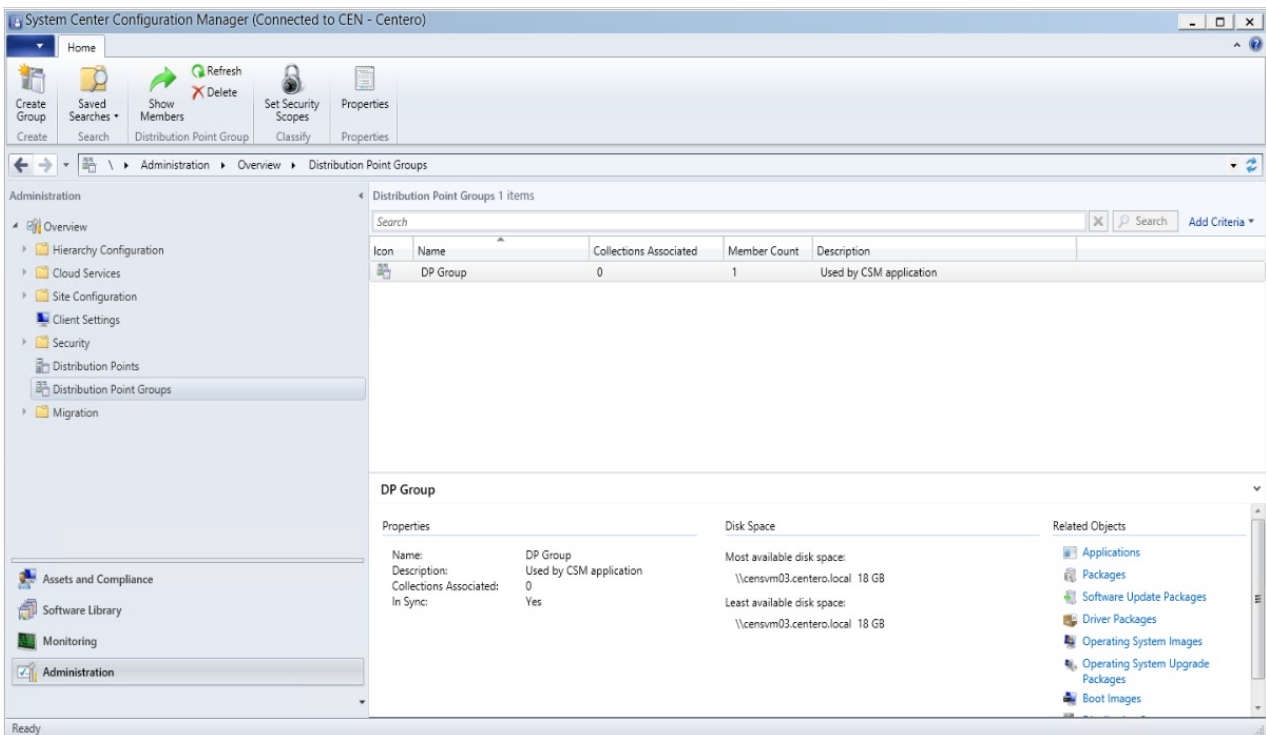 System Center Configuration Manager (Connected to CEN - Centero)
Home
Create Group
Saved Searches
Show Members
Refresh
Delete
Set Security Scopes
Properties
Create
Search
Distribution Point Group
Classify
Properties
\ Administration Overview Distribution Point Groups
Administration
Overview
Hierarchy Configuration
Cloud Services
Site Configuration
Client Settings
Security
Distribution Points
Distribution Point Groups
Migration
Assets and Compliance
Software Library
Monitoring
Administration
Distribution Point Groups 1 items
Search
Search
Add Criteria
Icon Name Collections Associated Member Count Description
DP Group 0 1 Used by CSM application
DP Group
Properties
Name: DP Group
Description: Used by CSM application
Collections Associated: 0
In Sync: Yes
Disk Space
Most available disk space:
\\censvm03.centero.local 18 GB
Least available disk space:
\\censvm03.centero.local 18 GB
Related Objects
Applications
Packages
Software Update Packages
Driver Packages
Operating System Images
Operating System Upgrade
Packages
Boot Images
Ready